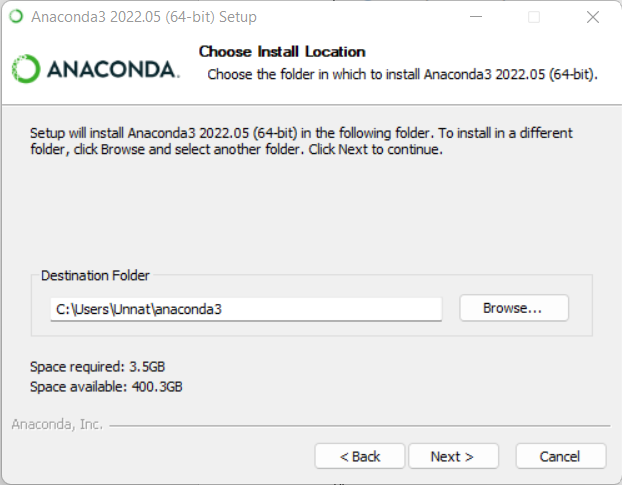 Anaconda3 2022.05 (64-bit) Setup
Choose Install Location
ANACONDA.
Choose the folder in which to install Anaconda3 2022.05 (64-bit).
Setup will install Anaconda3 2022.05 (64-bit) in the following folder. To install in a different
folder, click Browse and select another folder. Click Next to continue.
Destination Folder
C:\Users\Unnat\anaconda3
Browse...
Space required: 3.5GB
Space available: 400.3GB
Anaconda, Inc.
< Back
Next >
Cancel